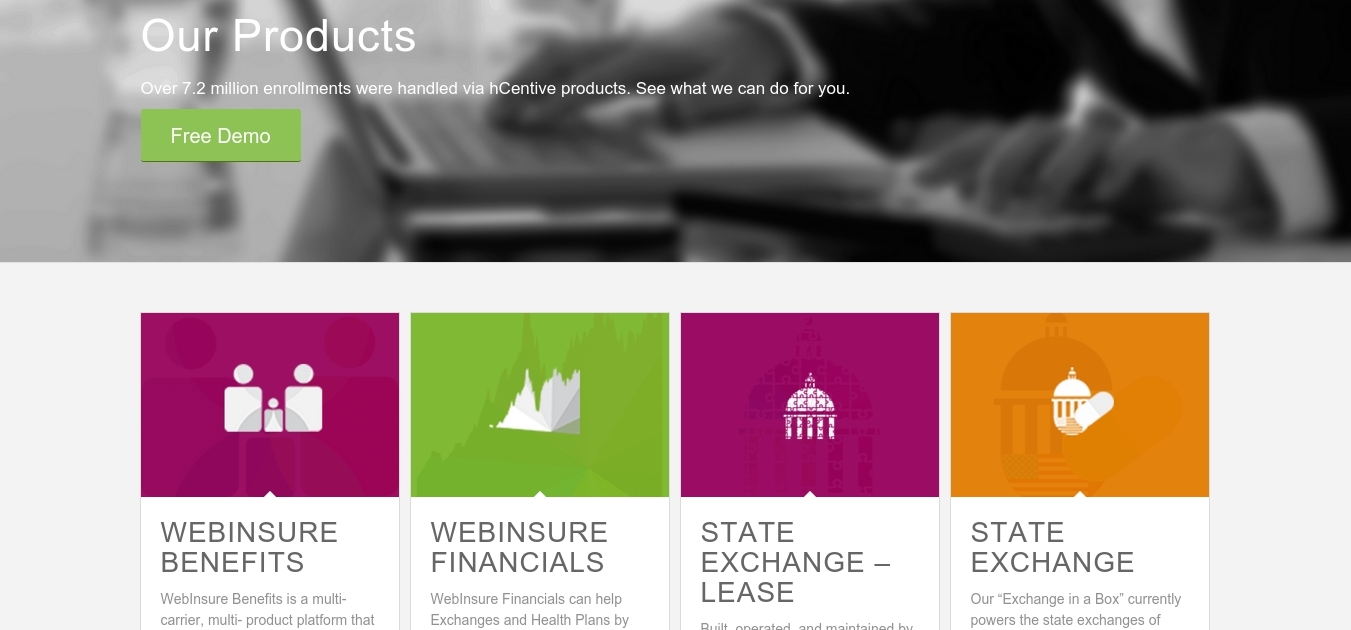 Our Products
Over 7.2 million enrollments were handled via hCentive products. See what we can do for you.
Free Demo
WEBINSURE
BENEFITS
WebInsure Benefits is a multi-
carrier, multi- product platform that
WEBINSURE
FINANCIALS
WebInsure Financials can help
Exchanges and Health Plans by
STATE
EXCHANGE –
LEASE
Built, operated, and maintained by
STATE
EXCHANGE
Our “Exchange in a Box” currently
powers the state exchanges of